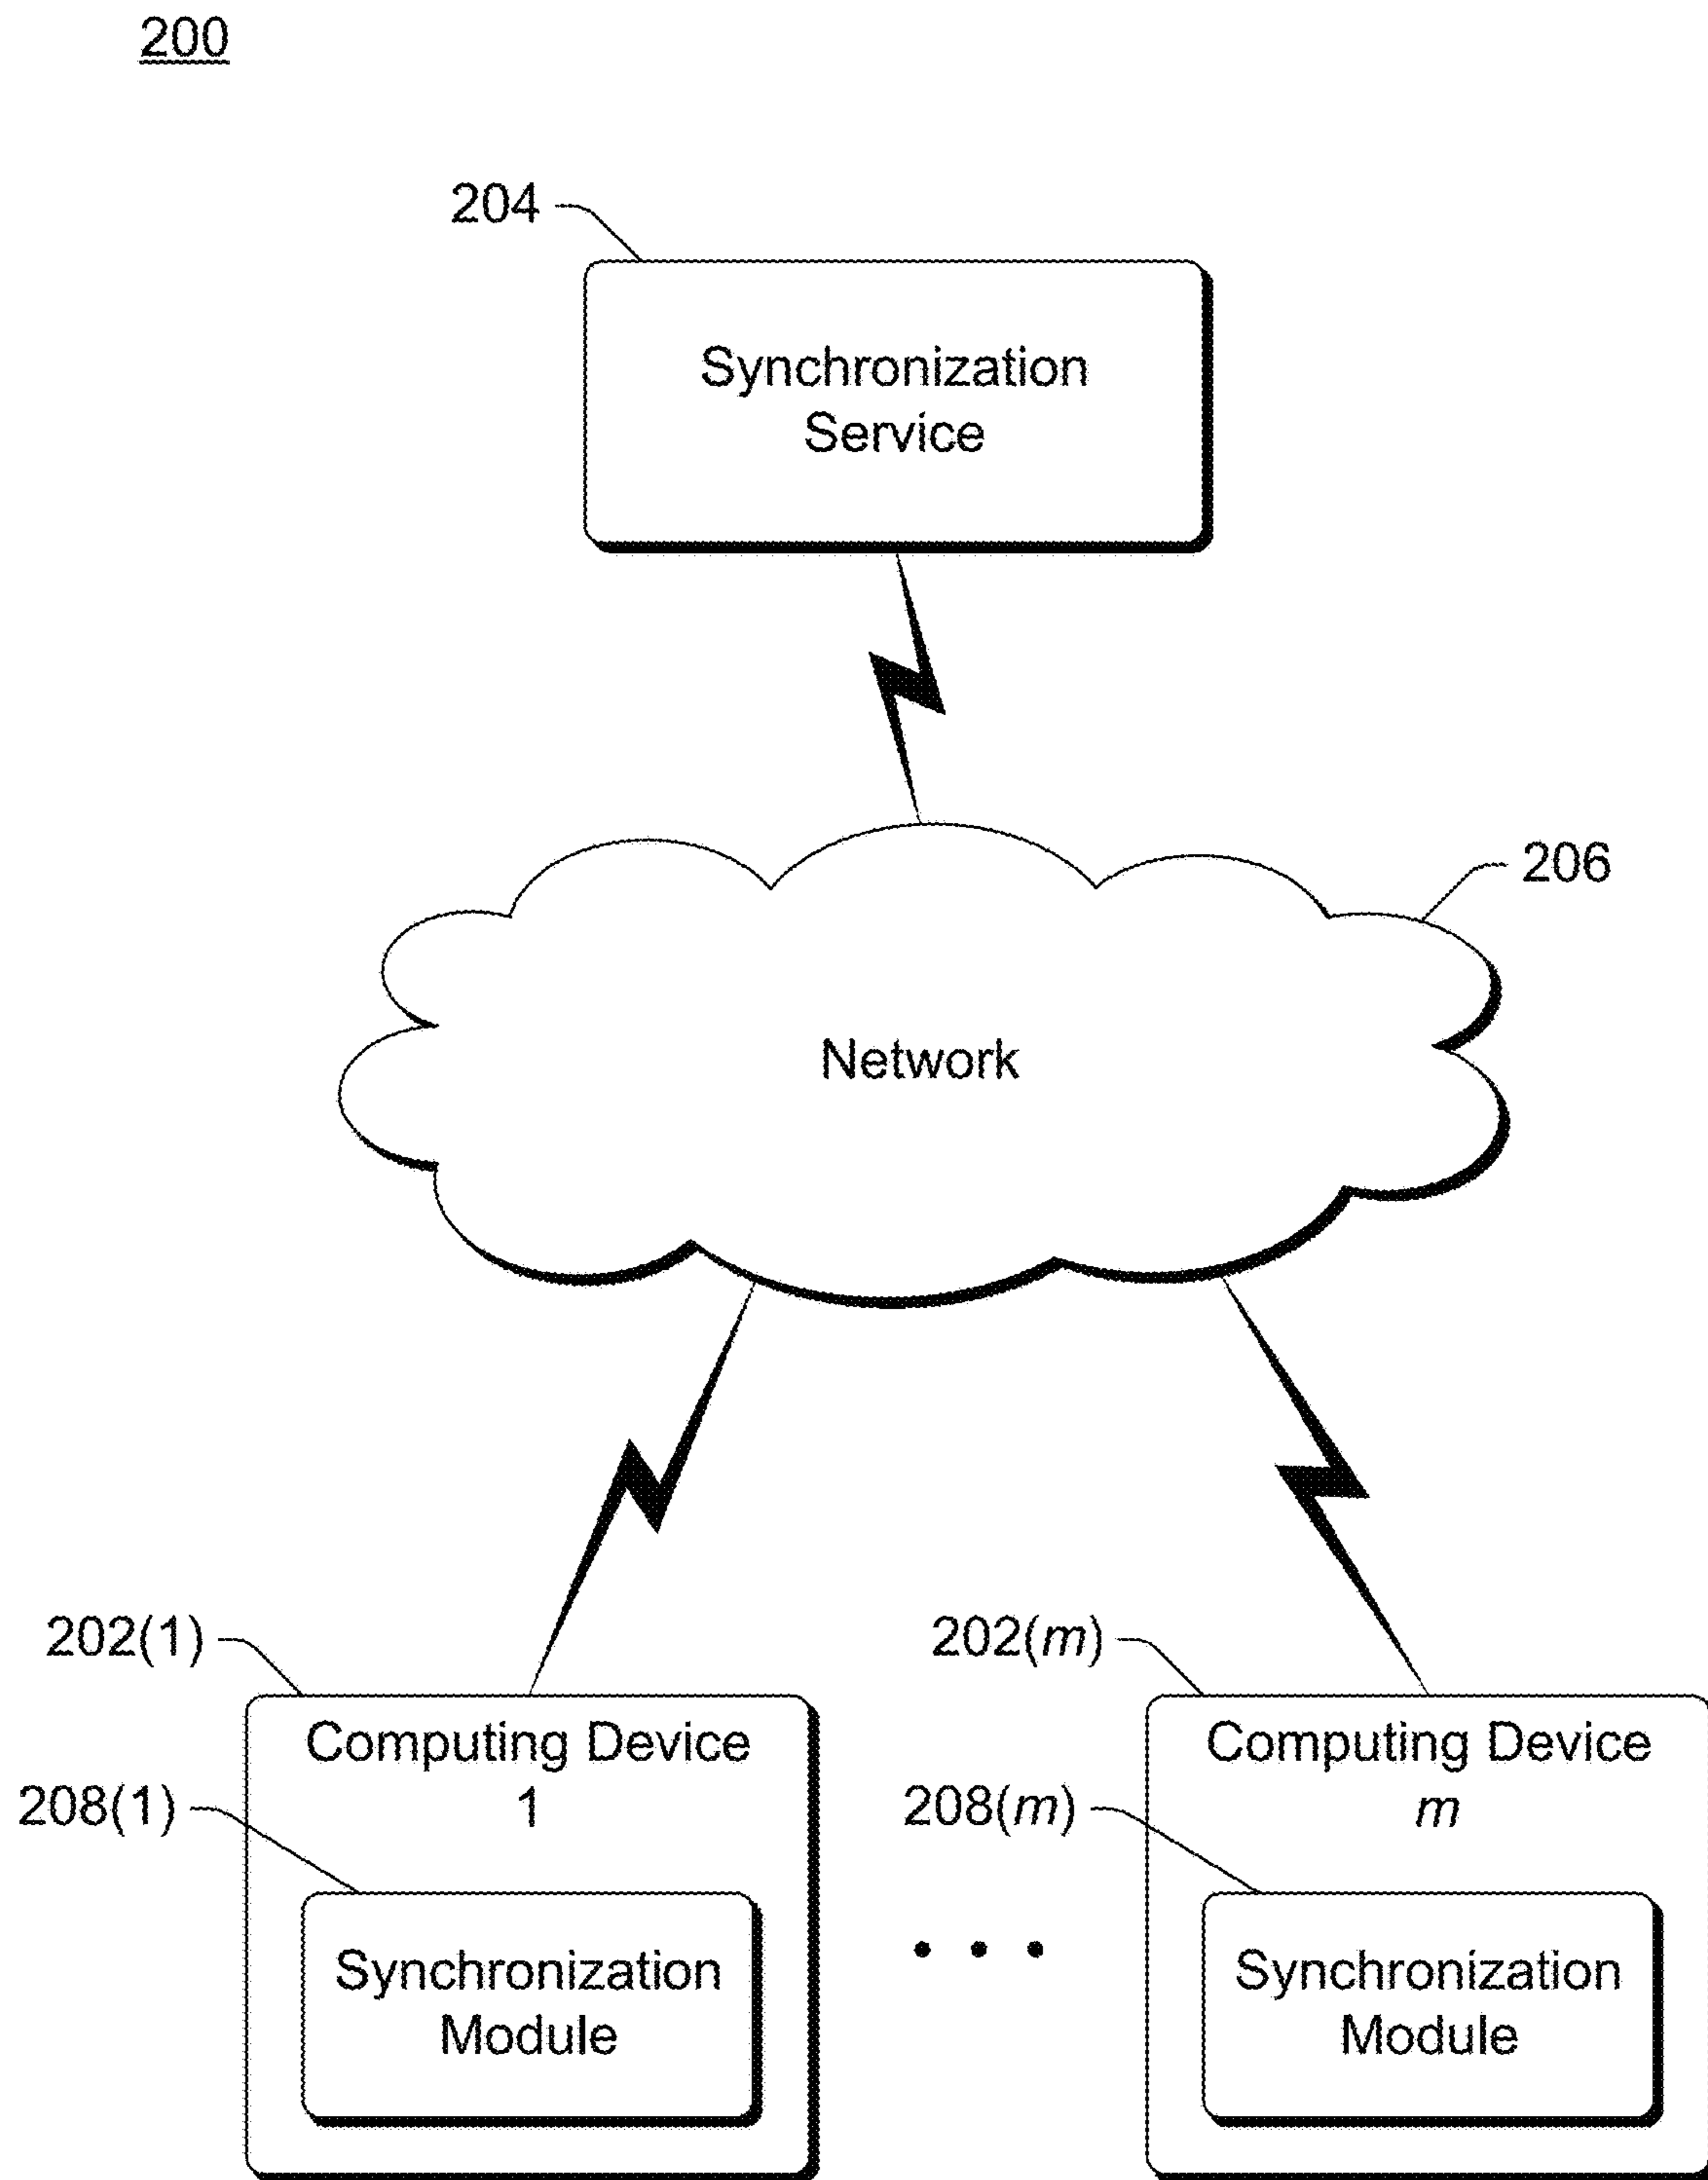 200
204
Synchronization
Service
206
Network
202(1)
202(m)
Computing Device
1
Computing Device
m
208(1)
208(m)
Synchronization
Module
Synchronization
Module